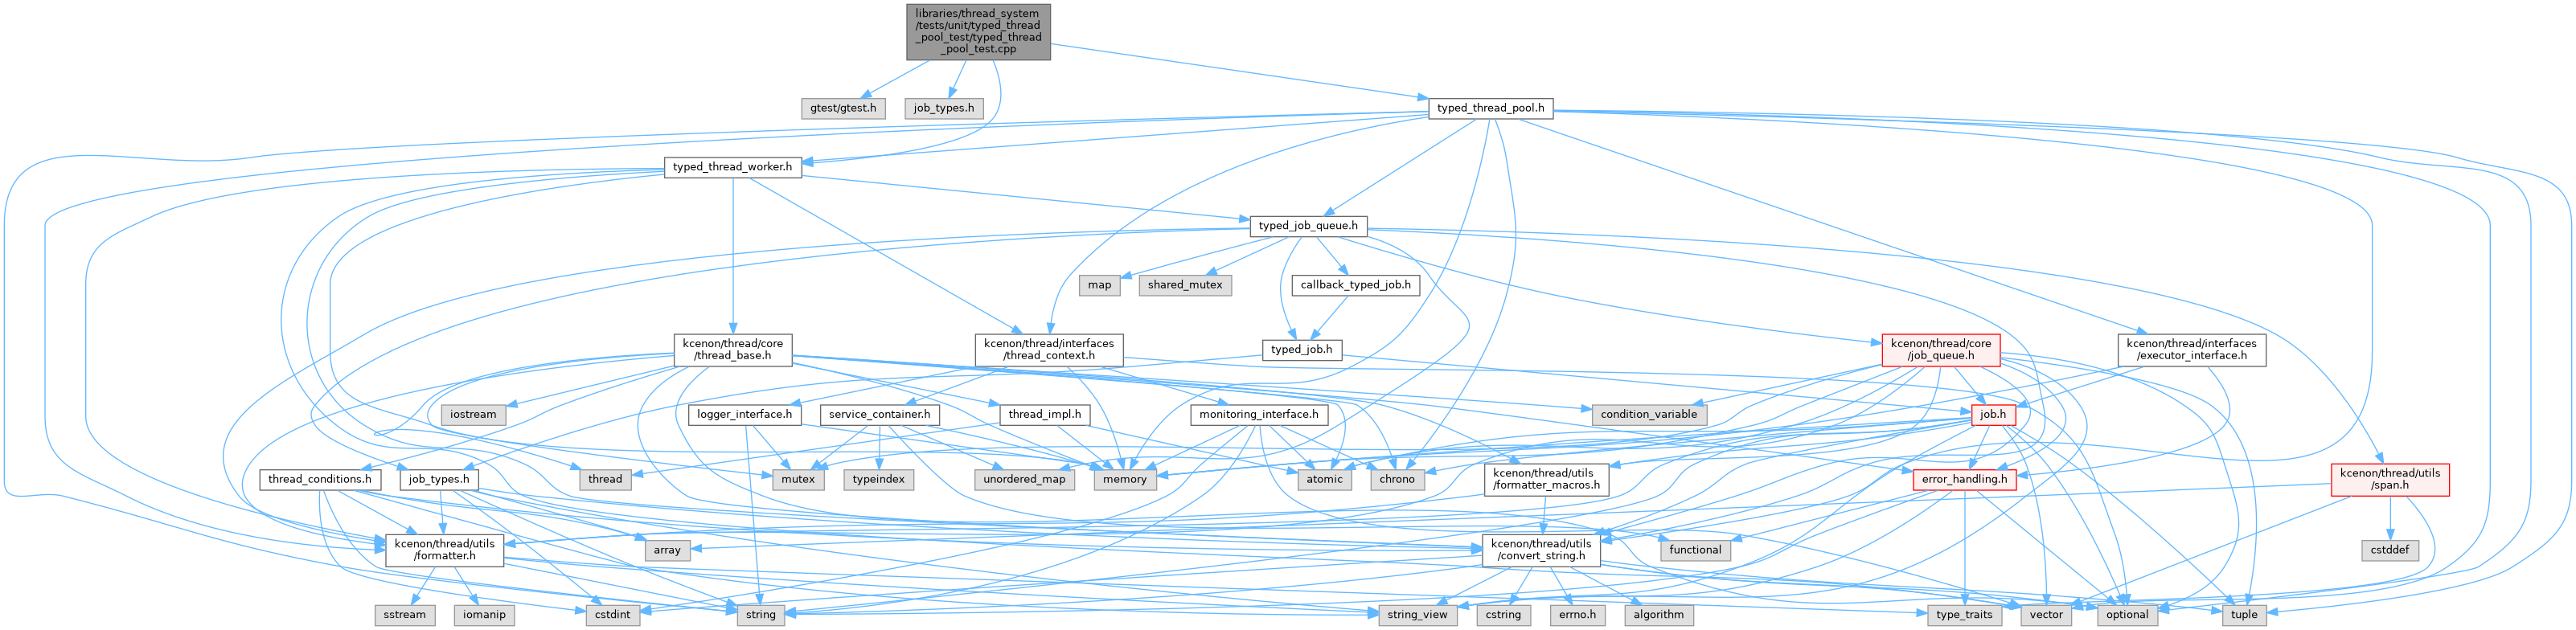 libraries/thread_system
/tests/unit/typed_thread
_pool_test/typed_thread
_pool_test.cpp
gtest/gtest.h
job_types.h
typed_thread_pool.h
typed_thread_worker.h
typed_job_queue.h
map
shared_mutex
callback_typed_job.h
kcenon/thread/core
/thread_base.h
kcenon/thread/interfaces
/thread_context.h
typed_job.h
kcenon/thread/core
/job_queue.h
kcenon/thread/interfaces
/executor_interface.h
iostream
logger_interface.h
service_container.h
thread_impl.h
monitoring_interface.h
condition_variable
job.h
thread_conditions.h
job_types.h
thread
mutex
typeindex
unordered_map
memory
atomic
chrono
kcenon/thread/utils
/formatter_macros.h
error_handling.h
kcenon/thread/utils
/span.h
kcenon/thread/utils
/formatter.h
array
kcenon/thread/utils
/convert_string.h
functional
cstddef
sstream
iomanip
cstdint
string
string_view
cstring
errno.h
algorithm
type_traits
vector
optional
tuple